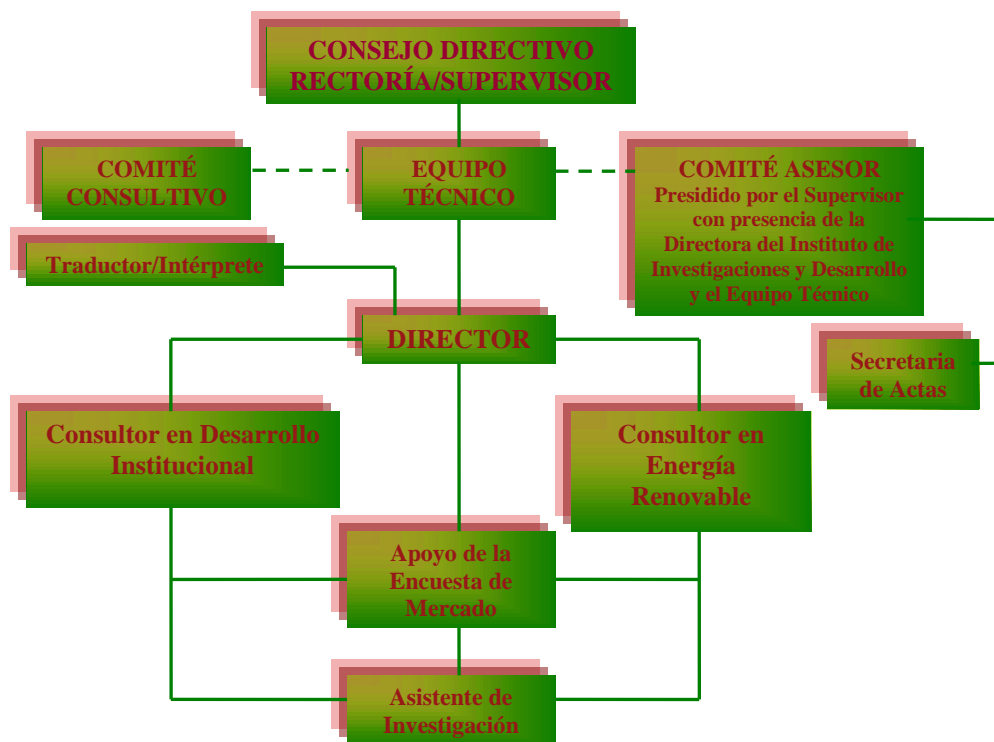 CONSEJO DIRECTIVO
RECTORÍA/SUPERVISOR
COMITÉ
CONSULTIVO
EQUIPO
TÉCNICO
COMITÉ ASESOR
Presidido por el Supervisor
con presencia de la
Directora del Instituto de
Investigaciones y Desarrollo
y el Equipo Técnico
Traductor/Intérprete
DIRECTOR
Secretaria
de Actas
Consultor en Desarrollo
Institucional
Consultor en
Energía
Renovable
Apoyo de la
Encuesta de
Mercado
Asistente de
Investigación